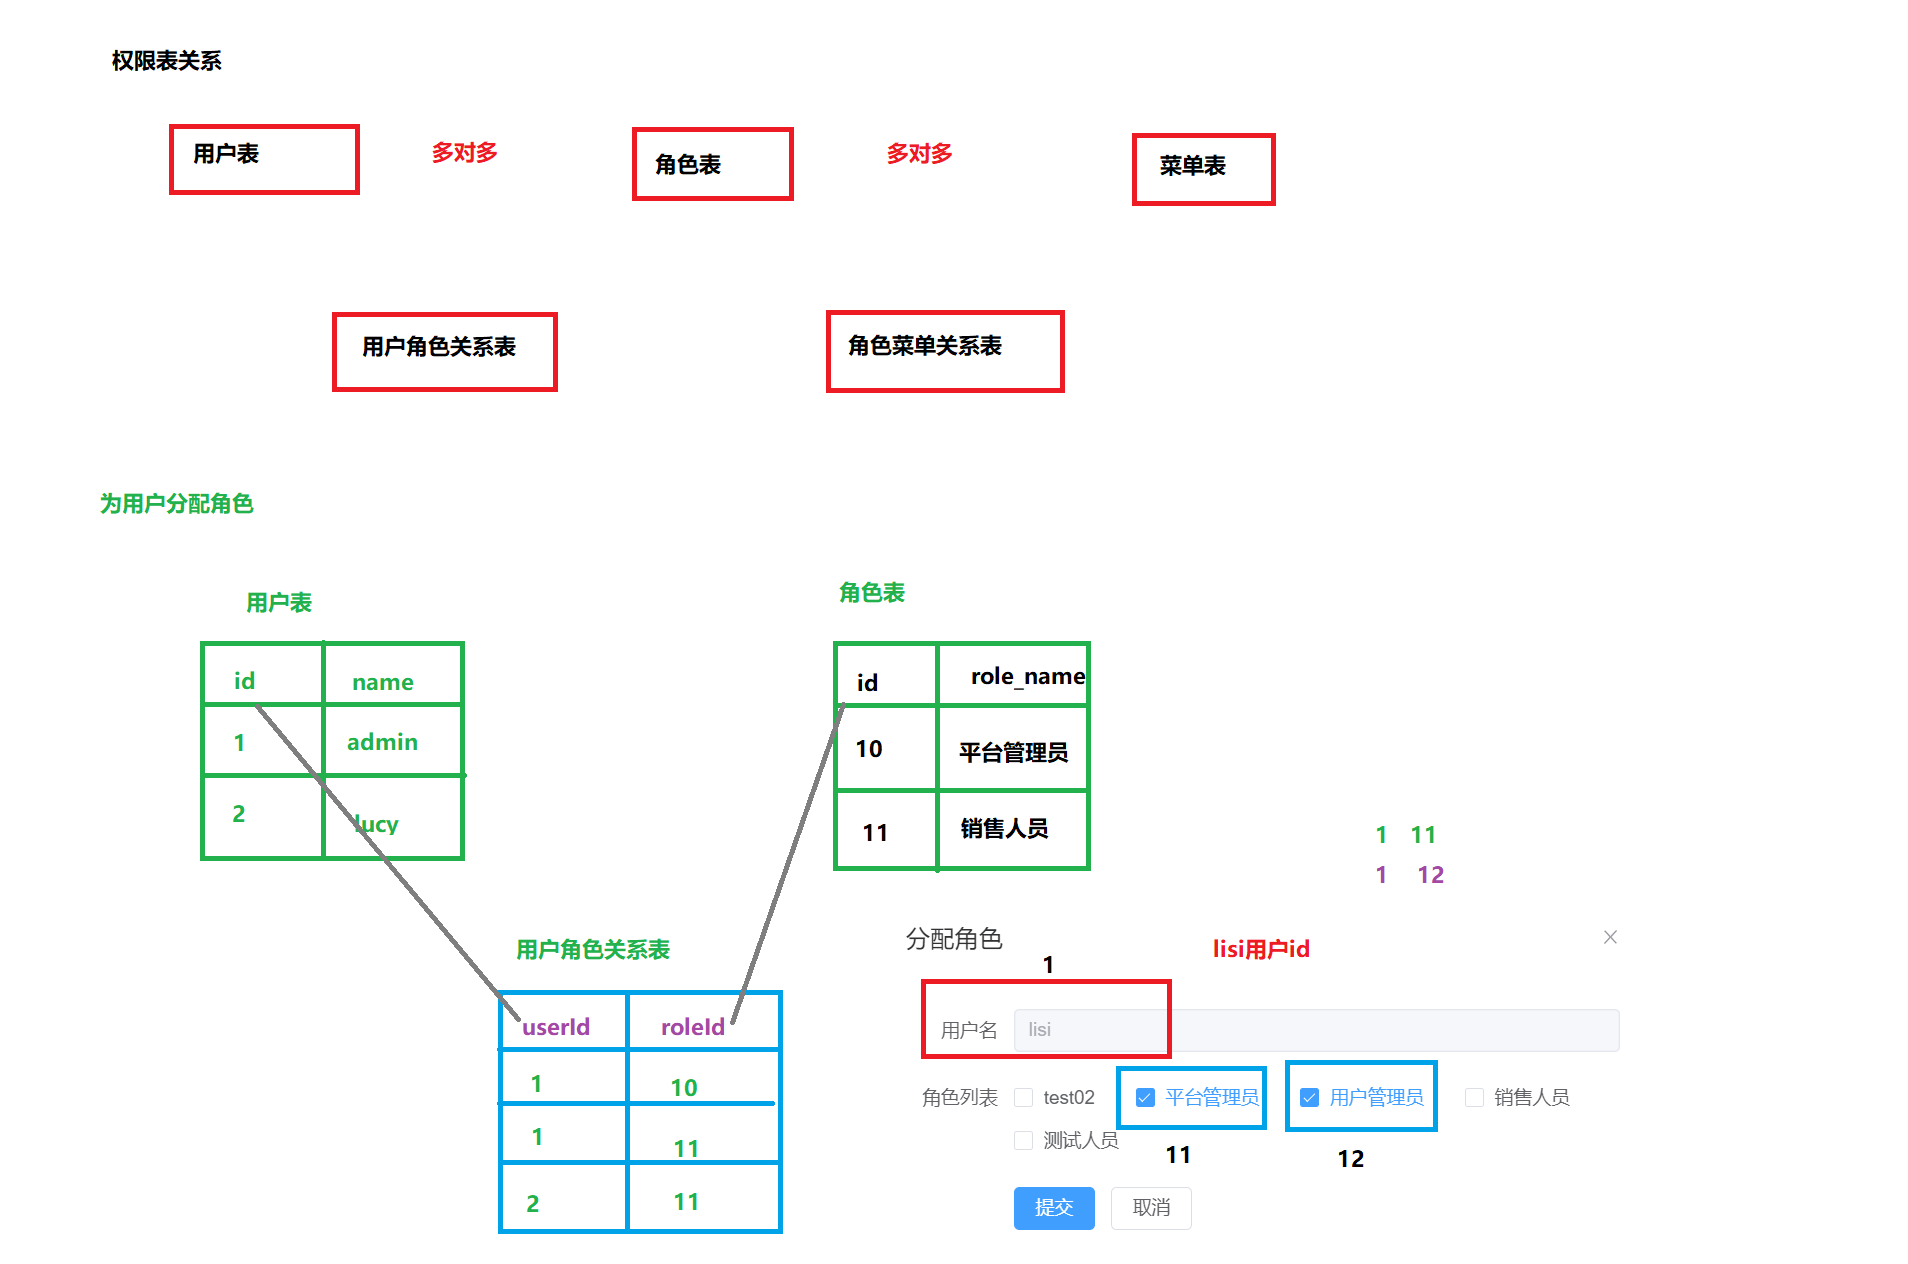 权限表关系
用户表
多对多
角色表
多对多
菜单表
用户角色关系表
角色菜单关系表
为用户分配角色
用户表
id name
1 admin
2 lucy
角色表
id role_name
10 平台管理员
11 销售人员
1 11
1 12
用户角色关系表
userId roleId
1 10
1 11
2 11
分配角色
1
lisi用户id
用户名 lisi
角色列表 test02 平台管理员 用户管理员 销售人员
测试人员
11
12
提交 取消